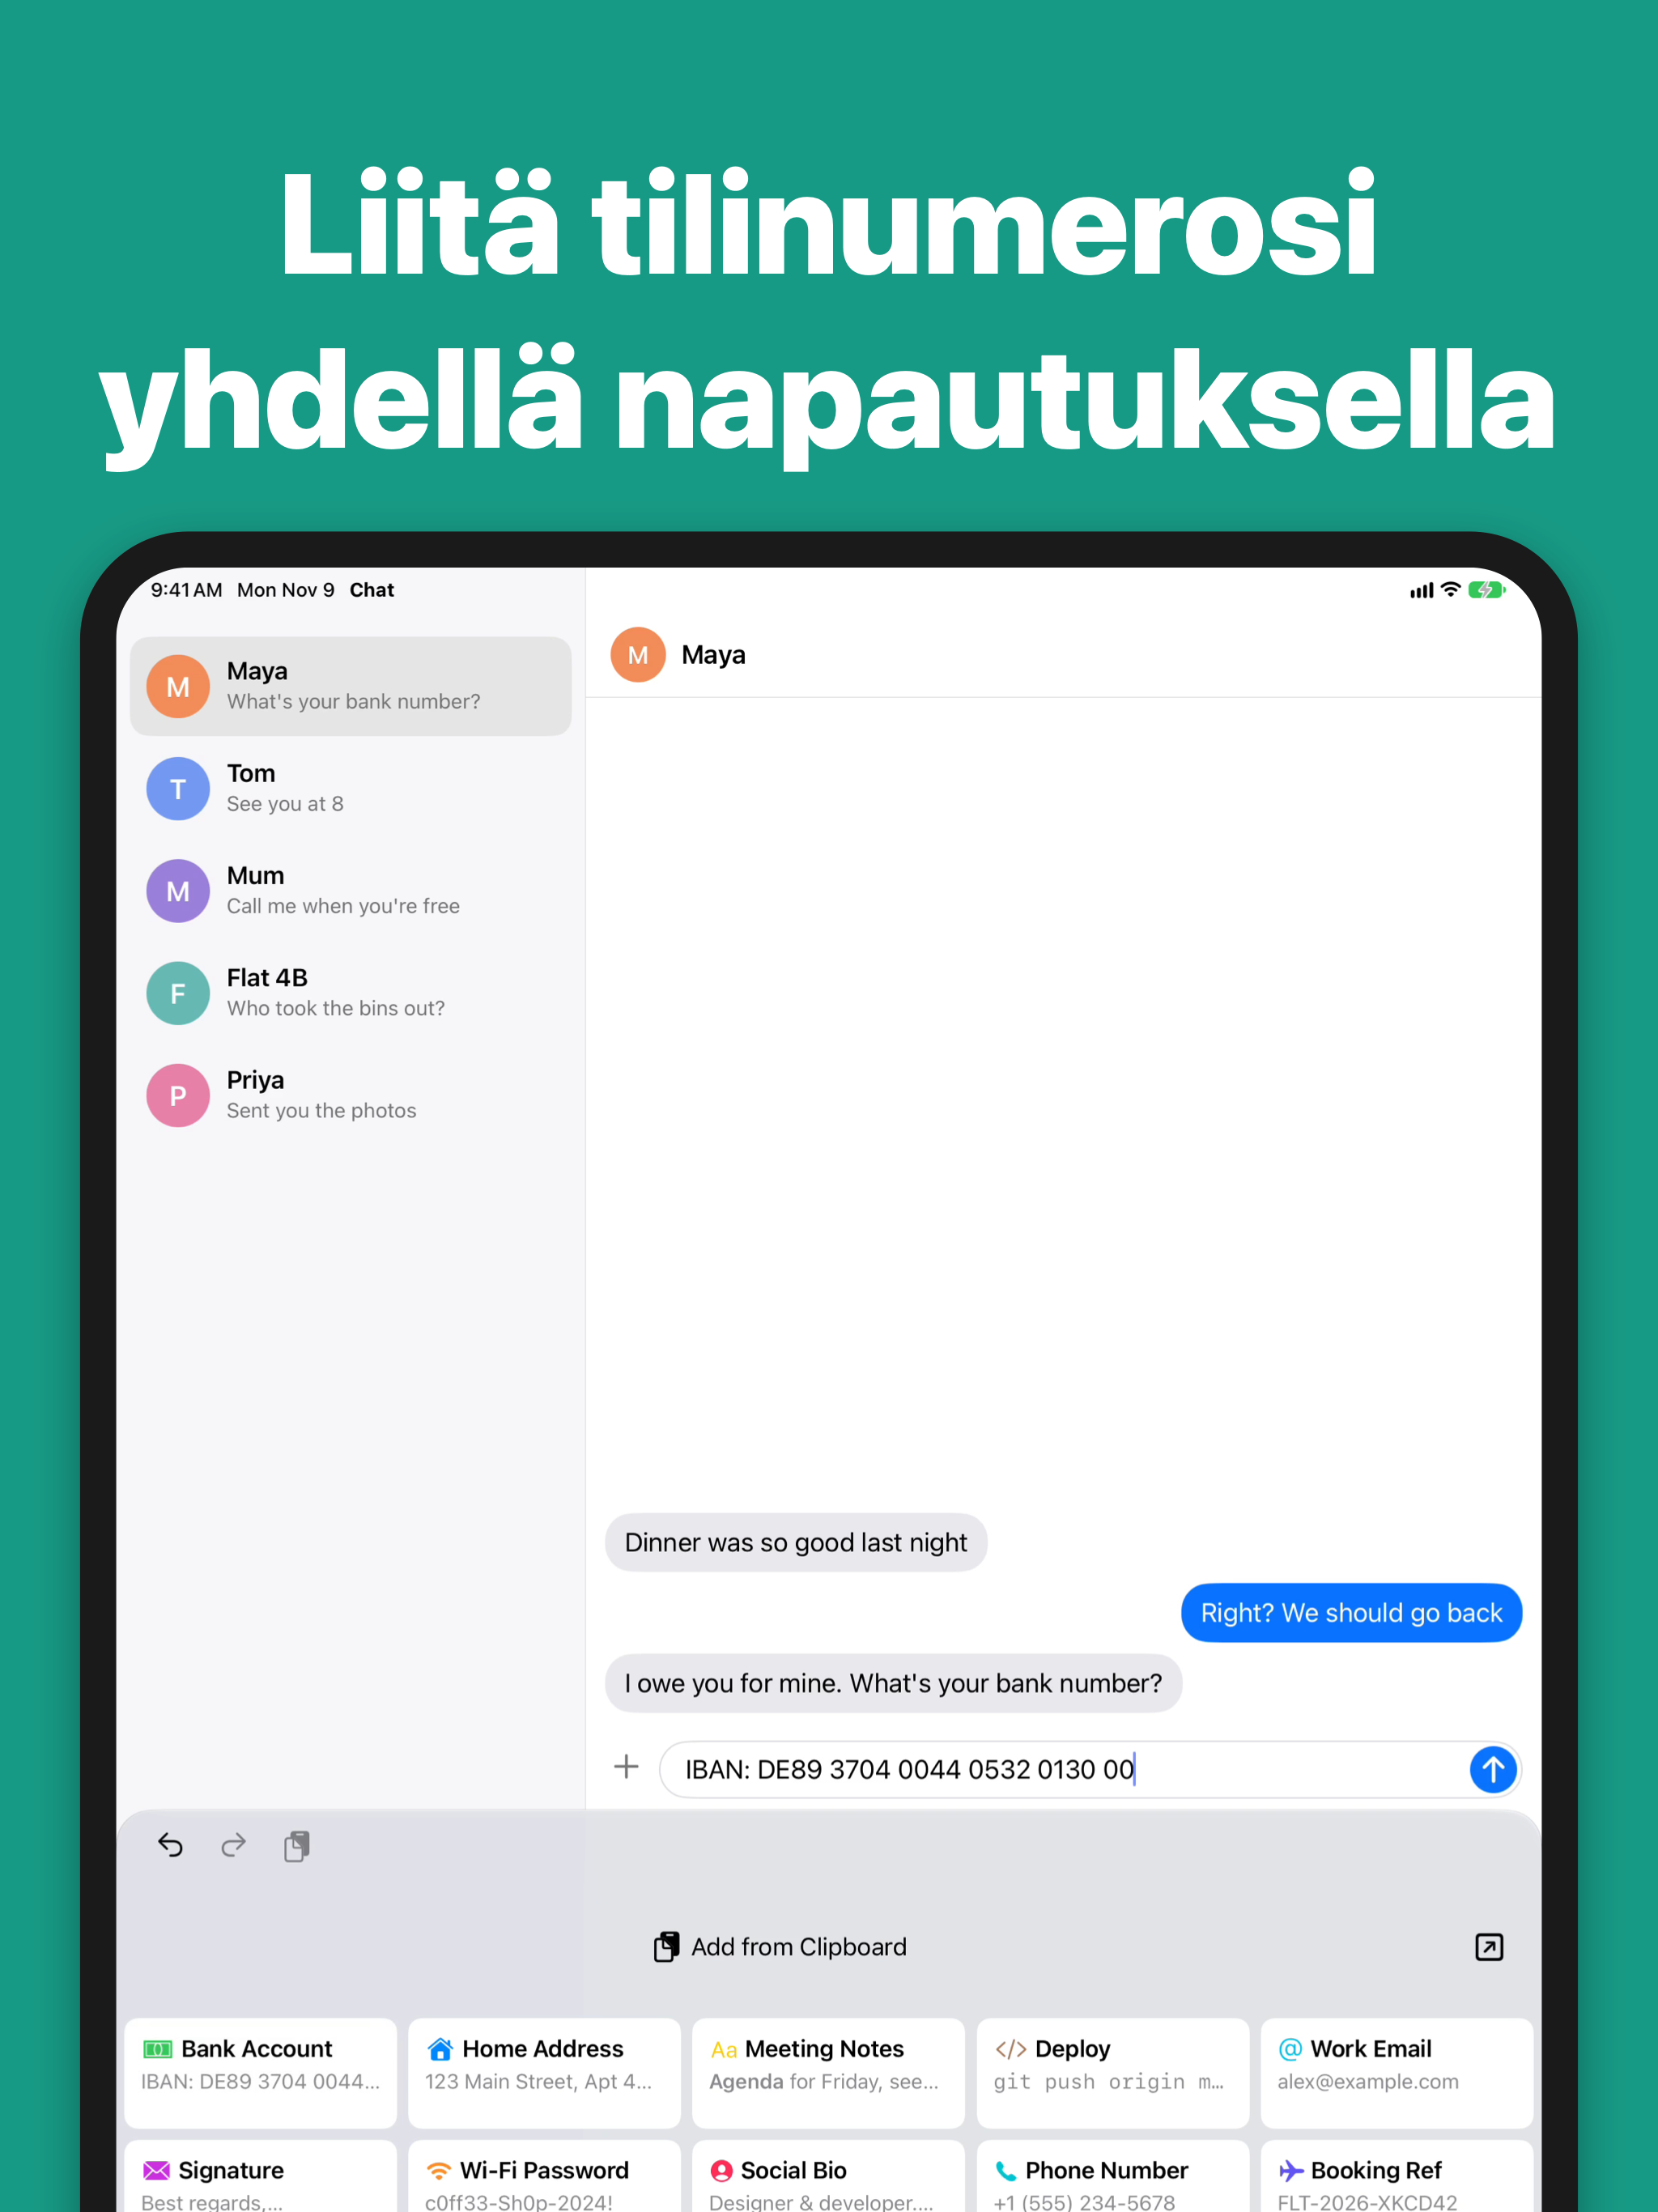 Liitä tilinumerosi
yhdellä napautuksella
9:41 AM Mon Nov 9 Chat
M
Maya
What's your bank number?
T
Tom
See you at 8
M
Mum
Call me when you're free
F
Flat 4B
Who took the bins out?
P
Priya
Sent you the photos
M Maya
Dinner was so good last night
Right? We should go back
I owe you for mine. What's your bank number?
IBAN: DE89 3704 0044 0532 0130 00
Add from Clipboard
Bank Account
IBAN: DE89 3704 0044...
Home Address
123 Main Street, Apt 4...
Aa Meeting Notes
Agenda for Friday, see...
</> Deploy
git push origin m...
@ Work Email
alex@example.com
Signature
Best regards,...
Wi-Fi Password
c0ff33-Sh0p-2024!
Social Bio
Designer & developer....
Phone Number
+1 (555) 234-5678
Booking Ref
FLT-2026-XKCD42